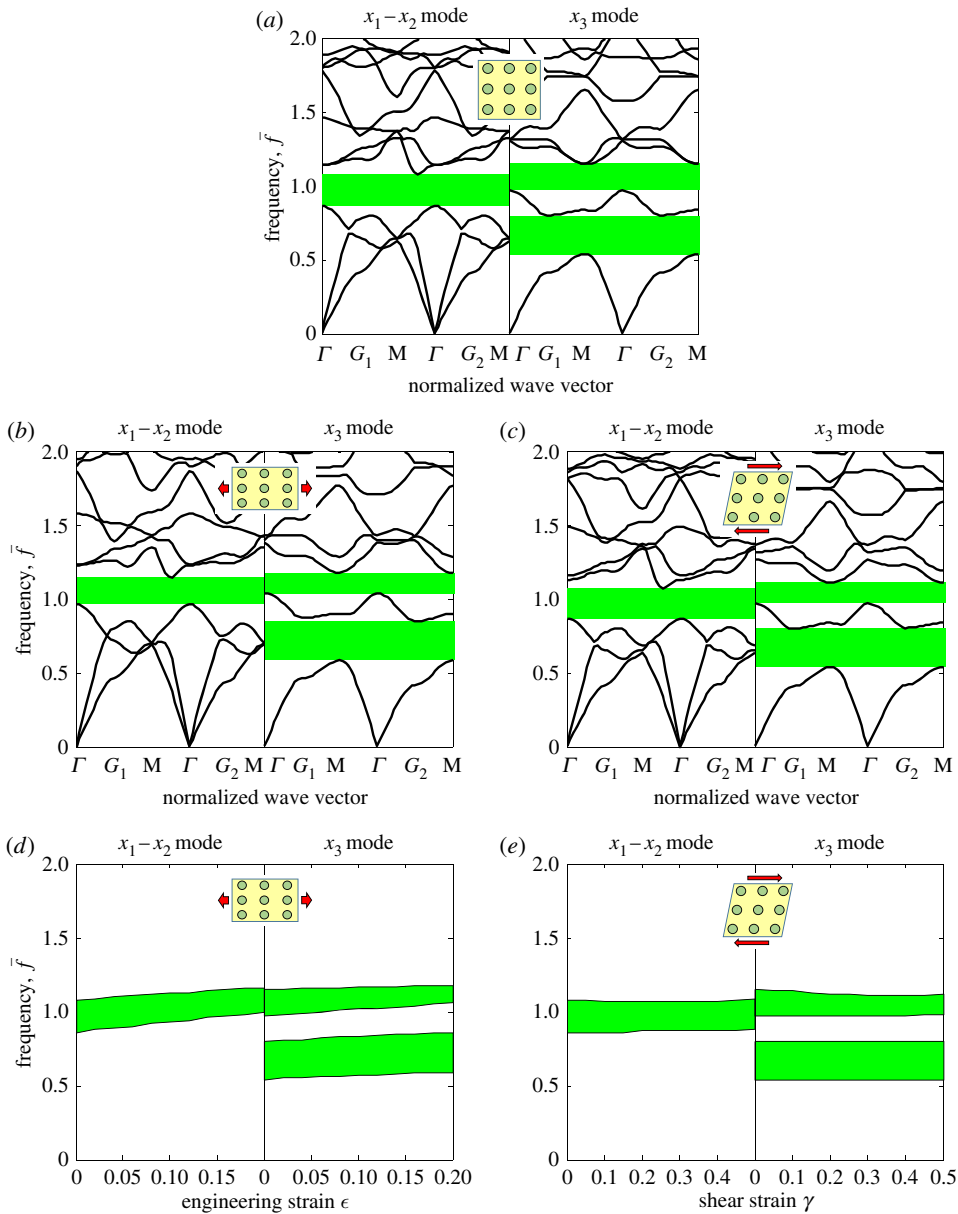 (a) x1 – x2 mode x3 mode
2.0
1.5
frequency, f̄
1.0
0.5
0
Γ G1 M Γ G2 M Γ G1 M Γ G2 M
normalized wave vector
(b) x1 – x2 mode x3 mode
2.0
1.5
frequency, f̄
1.0
0.5
0
Γ G1 M Γ G2 M Γ G1 M Γ G2 M
normalized wave vector
(c) x1 – x2 mode x3 mode
2.0
1.5
1.0
0.5
0
Γ G1 M Γ G2 M Γ G1 M Γ G2 M
normalized wave vector
(d) x1 – x2 mode x3 mode
2.0
1.5
frequency, f̄
1.0
0.5
0
0 0.05 0.10 0.15 0 0.05 0.10 0.15 0.20
engineering strain ϵ
(e) x1 – x2 mode x3 mode
2.0
1.5
1.0
0.5
0
0 0.1 0.2 0.3 0.4 0 0.1 0.2 0.3 0.4 0.5
shear strain γ